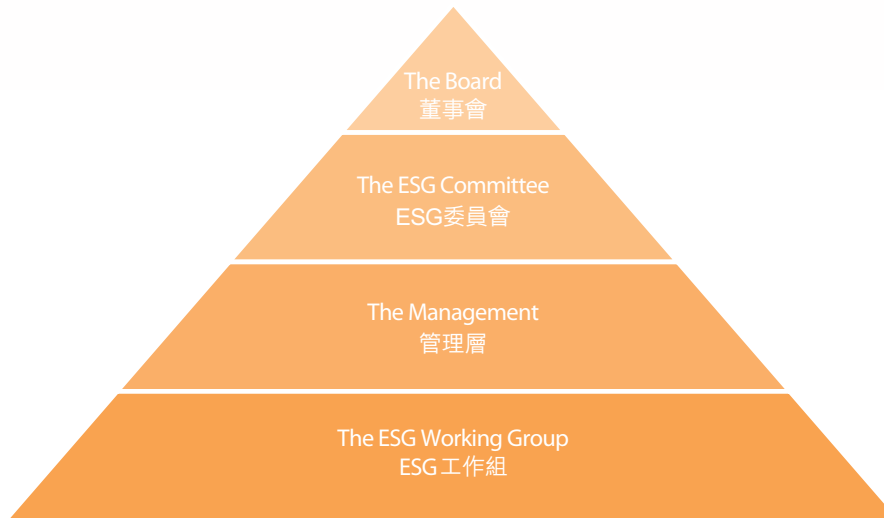 The Board
董事會
The ESG Committee
ESG委員會
The Management
管理層
The ESG Working Group
ESG工作組